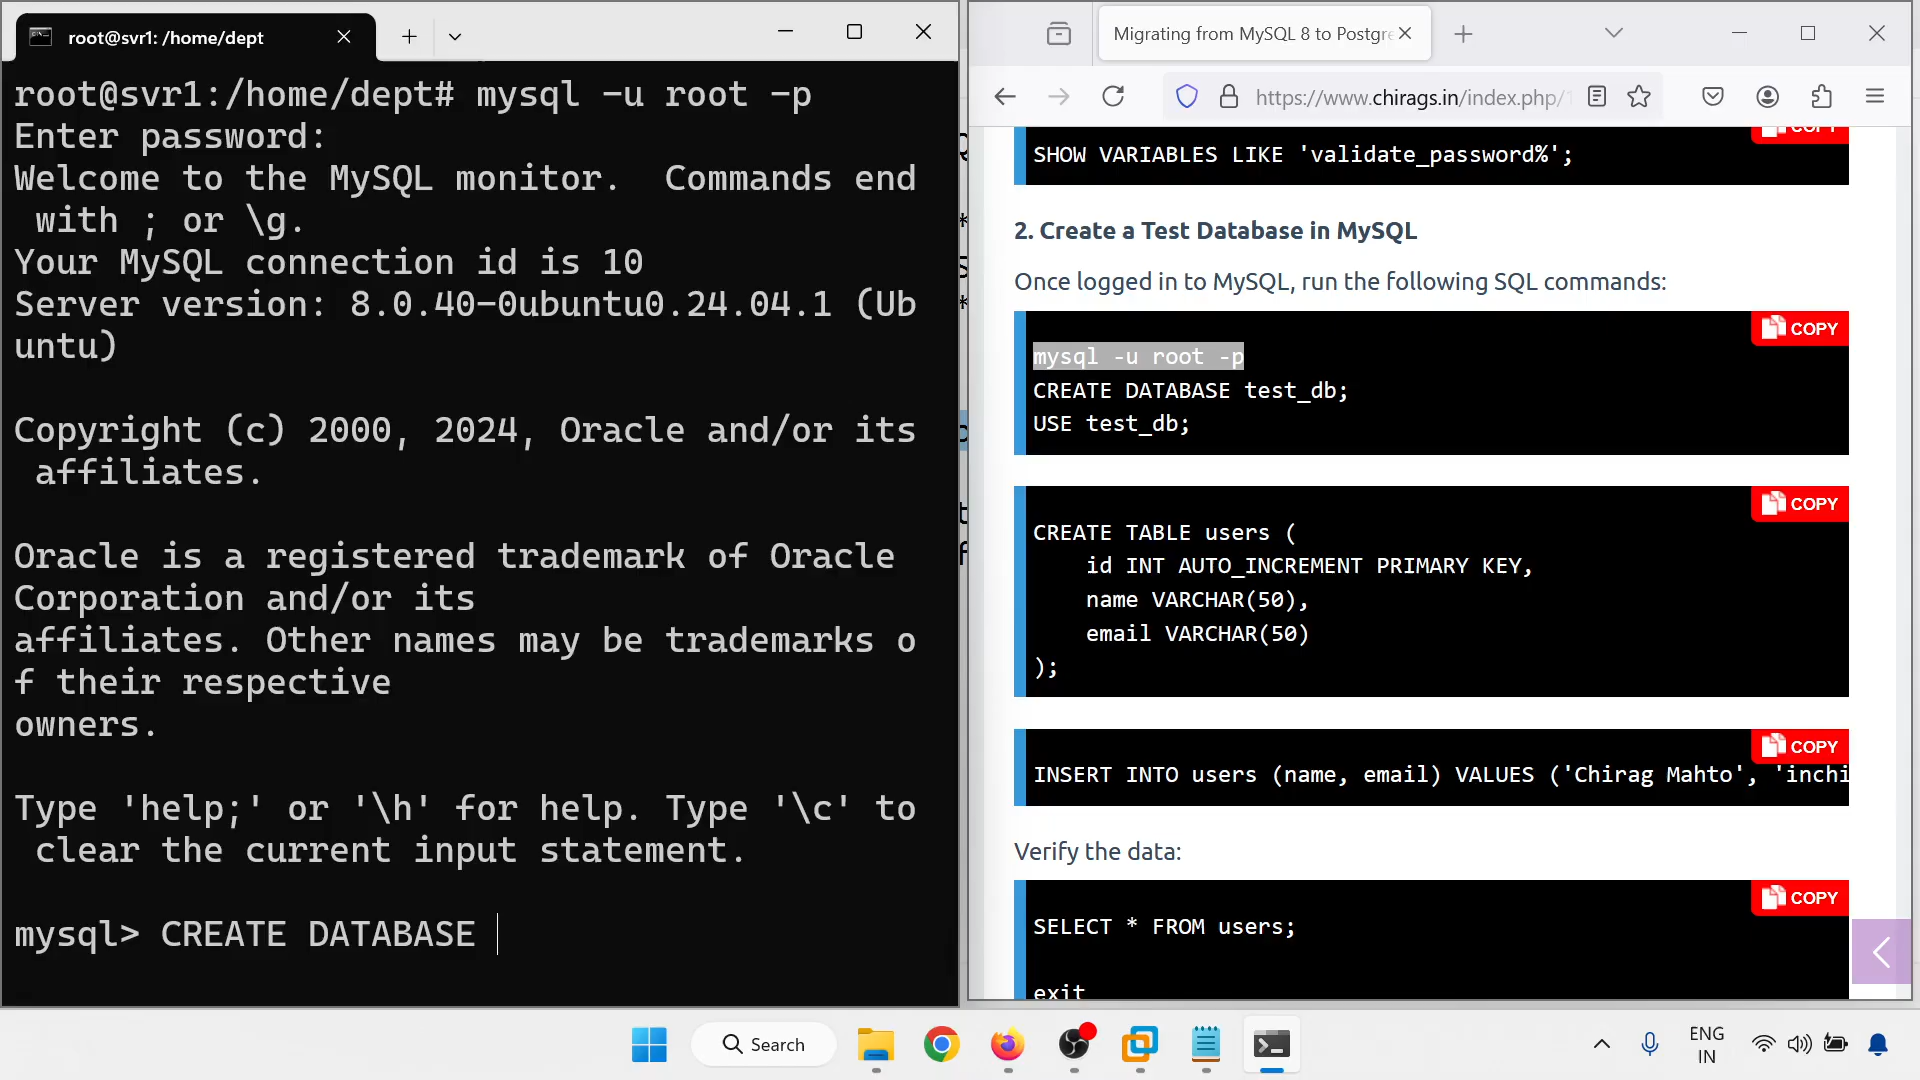 root@svr1: /home/dept
root@svr1:/home/dept# mysql -u root -p
Enter password:
Welcome to the MySQL monitor.  Commands end
 with ; or \g.
Your MySQL connection id is 10
Server version: 8.0.40-0ubuntu0.24.04.1 (Ub
untu)
Copyright (c) 2000, 2024, Oracle and/or its
 affiliates.
Oracle is a registered trademark of Oracle
Corporation and/or its
affiliates. Other names may be trademarks o
f their respective
owners.
Type 'help;' or '\h' for help. Type '\c' to
 clear the current input statement.
mysql> CREATE DATABASE
Migrating from MySQL 8 to Postgre
https://www.chirags.in/index.php/1
COPY
SHOW VARIABLES LIKE 'validate_password%';
2. Create a Test Database in MySQL
Once logged in to MySQL, run the following SQL commands:
COPY
mysql -u root -p
CREATE DATABASE test_db;
USE test_db;
COPY
CREATE TABLE users (
    id INT AUTO_INCREMENT PRIMARY KEY,
    name VARCHAR(50),
    email VARCHAR(50)
);
COPY
INSERT INTO users (name, email) VALUES ('Chirag Mahto', 'inchi
Verify the data:
COPY
SELECT * FROM users;
exit
Search
ENG
IN